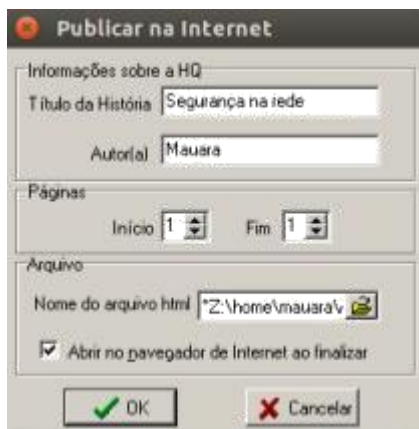 Publicar na Internet
Informações sobre a HQ
Título da História Segurança na rede
Autor(a) Mauara
Páginas
Início 1 Fim 1
Arquivo
Nome do arquivo html "Z:\home\mauara\v
Abrir no navegador de Internet ao finalizar
OK Cancelar